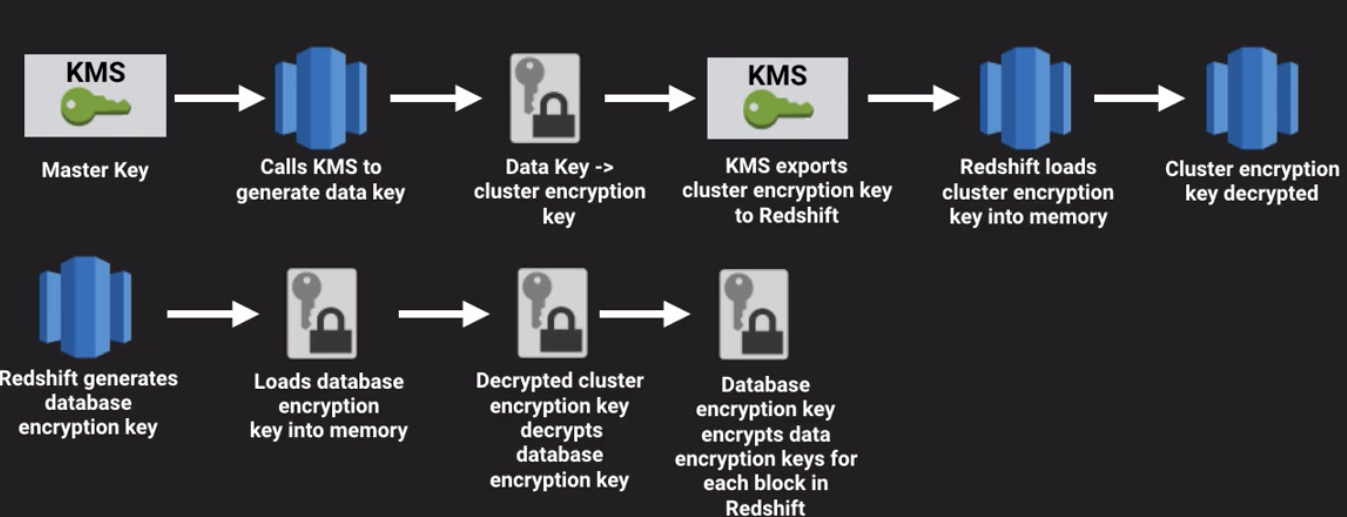 KMS
KMS
Master Key
Calls KMS to
generate data key
Data Key ->
cluster encryption
key
KMS exports
cluster encryption key
to Redshift
Redshift loads
cluster encryption
key into memory
Cluster encryption
key decrypted
Redshift generates
database
encryption key
Loads database
encryption
key into memory
Decrypted cluster
encryption key
decrypts
database
encryption key
Database
encryption key
encrypts data
encryption keys for
each block in
Redshift